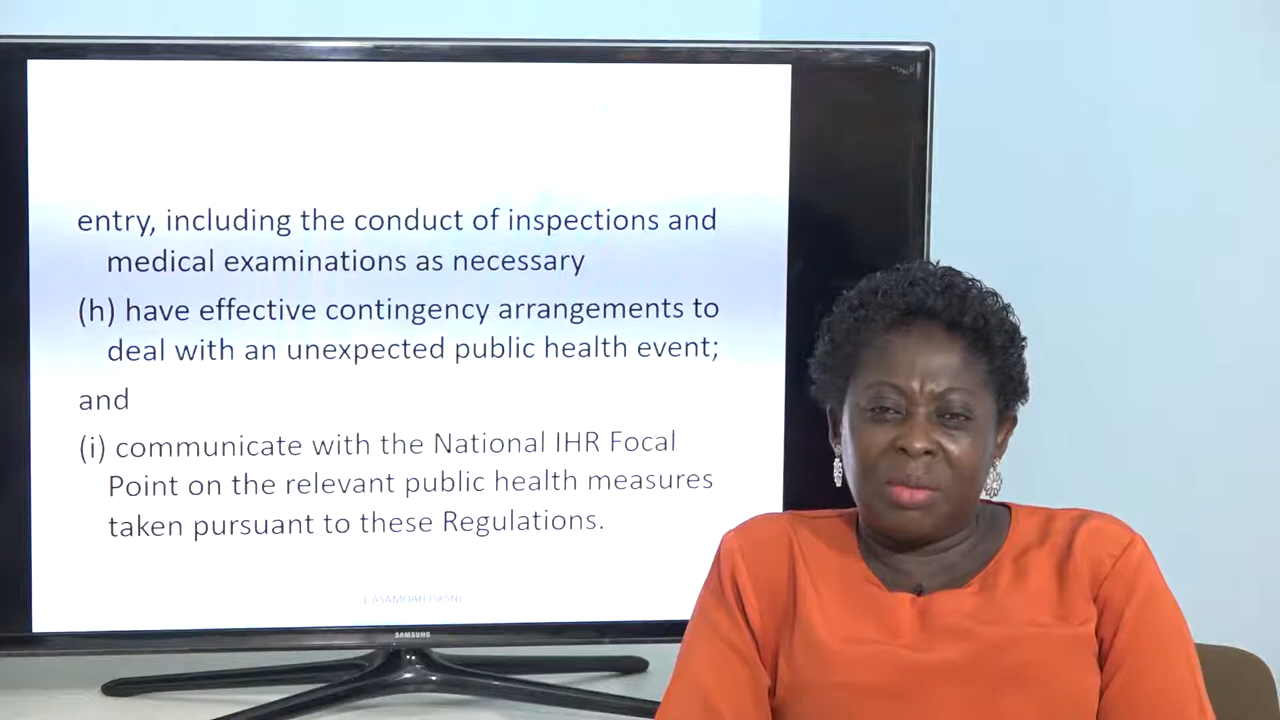 entry, including the conduct of inspections and
medical examinations as necessary
(h) have effective contingency arrangements to
deal with an unexpected public health event;
and
(i) communicate with the National IHR Focal
Point on the relevant public health measures
taken pursuant to these Regulations.
ASAMOAH (SKSN)
SAMSUNG